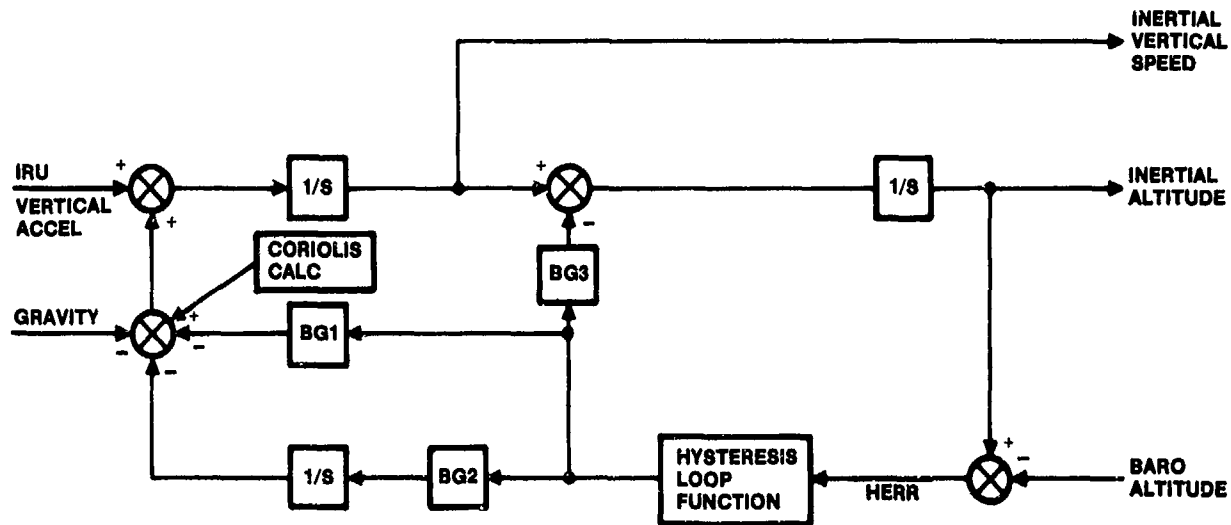 INERTIAL
VERTICAL
SPEED
IRU
VERTICAL
ACCEL
+
+
1/S
+
-
1/S
INERTIAL
ALTITUDE
CORIOLIS
CALC
BG3
GRAVITY
-
+
-
-
BG1
1/S
BG2
HYSTERESIS
LOOP
FUNCTION
HERR
+
-
BARO
ALTITUDE